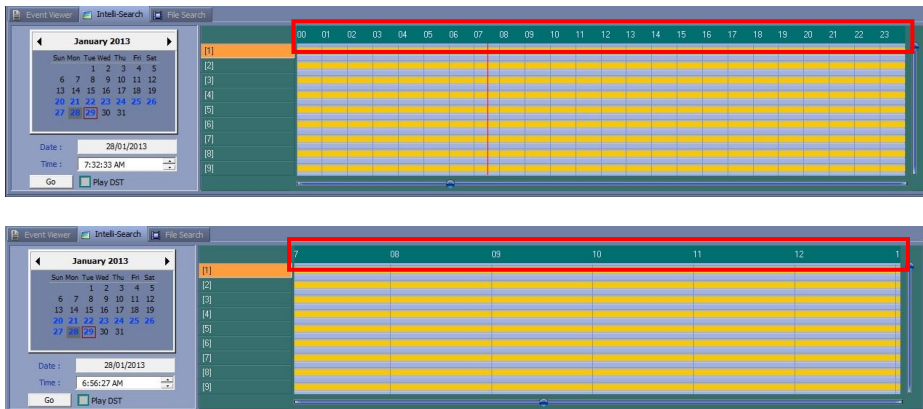 Event Viewer Intelli-Search File Search
January 2013
00 01 02 03 04 05 06 07 08 09 10 11 12 13 14 15 16 17 18 19 20 21 22 23
Sun Mon Tue Wed Thu Fri Sat
1 2 3 4 5
6 7 8 9 10 11 12
13 14 15 16 17 18 19
20 21 22 23 24 25 26
27 28 29 30 31
[1]
[2]
[3]
[4]
[5]
[6]
[7]
[8]
[9]
Date : 28/01/2013
Time : 7:32:33 AM
Go Play DST
Event Viewer Intelli-Search File Search
January 2013
7 08 09 10 11 12 1
Sun Mon Tue Wed Thu Fri Sat
1 2 3 4 5
6 7 8 9 10 11 12
13 14 15 16 17 18 19
20 21 22 23 24 25 26
27 28 29 30 31
[1]
[2]
[3]
[4]
[5]
[6]
[7]
[8]
[9]
Date : 28/01/2013
Time : 6:56:27 AM
Go Play DST